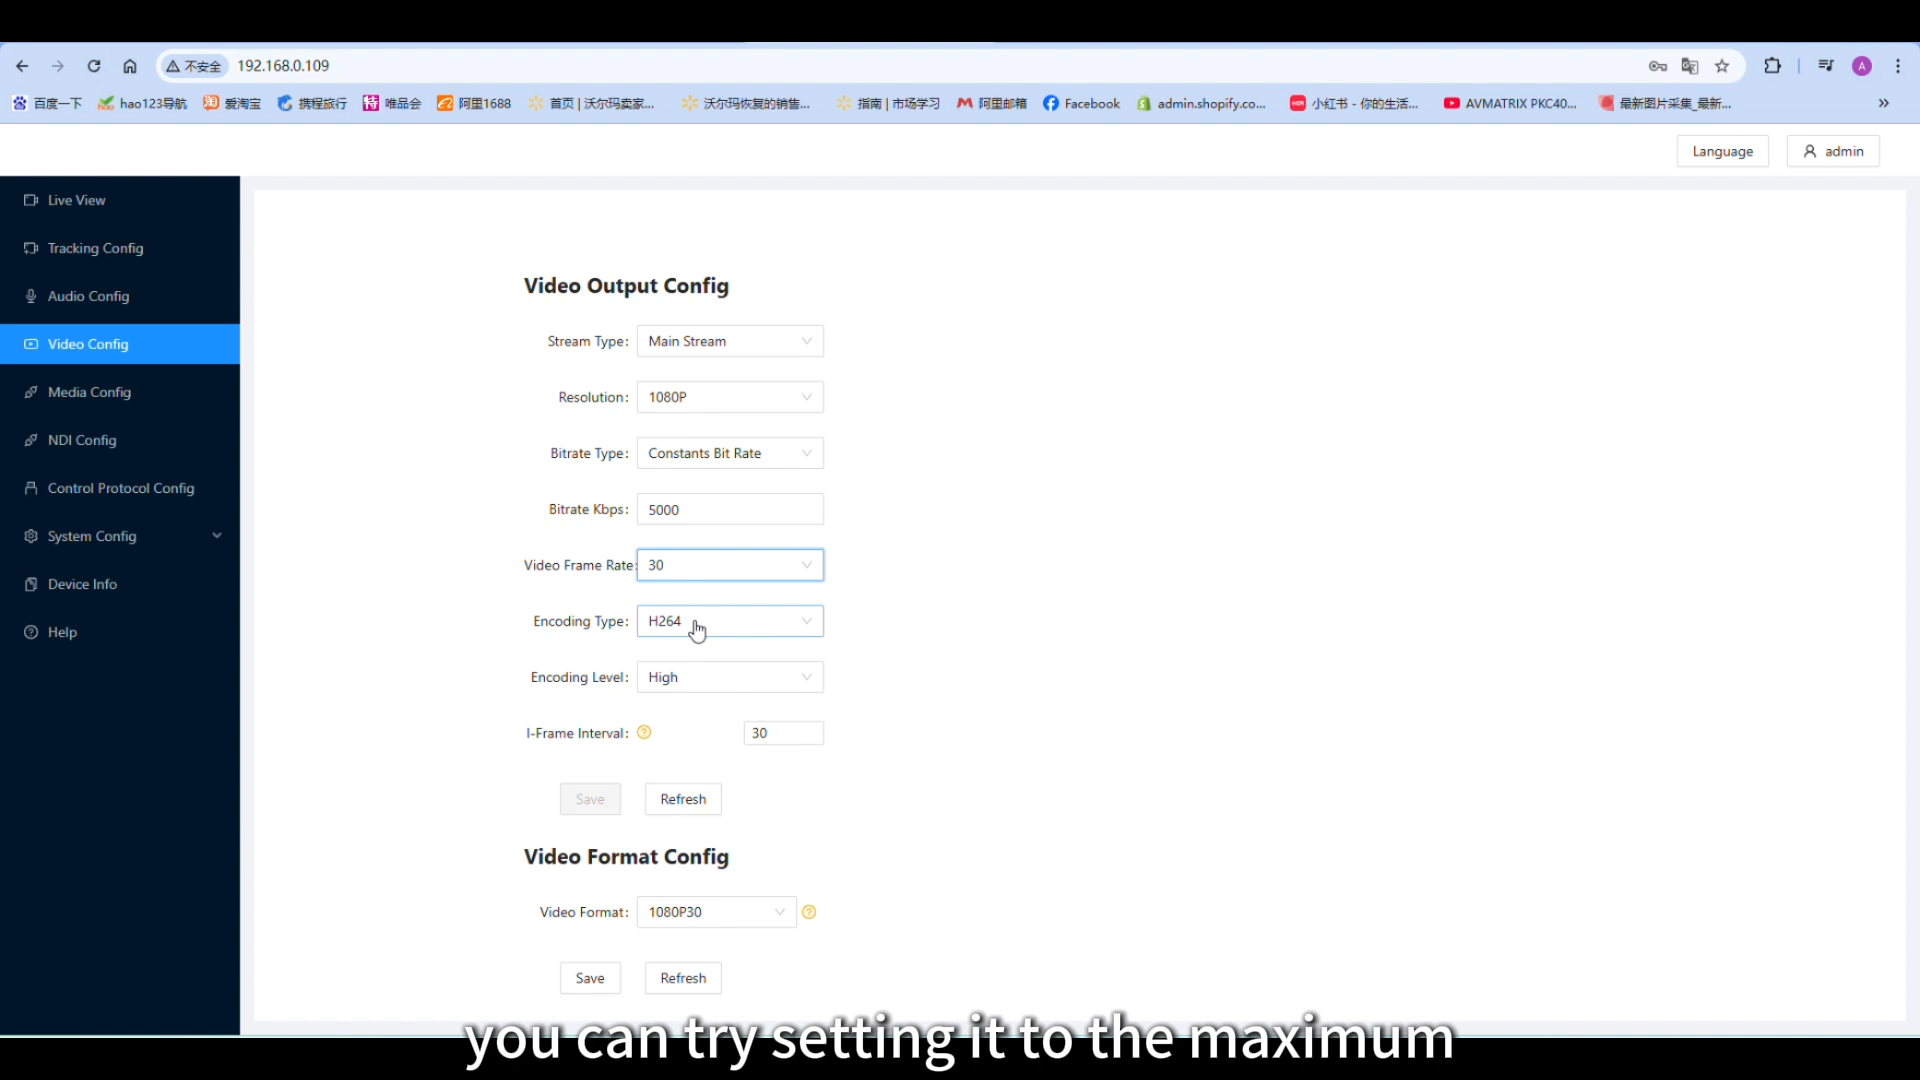 不安全 192.168.0.109
百度一下 hao123导航 爱淘宝 携程旅行 唯品会 阿里1688 首页 | 沃尔玛卖家... 沃尔玛恢复的销售... 指南 | 市场学习 阿里邮箱 Facebook admin.shopify.co... 小红书 - 你的生活... AVMATRIX PKC40... 最新图片采集_最新... »
Language admin
Live View
Tracking Config
Audio Config
Video Config
Media Config
NDI Config
Control Protocol Config
System Config
Device Info
Help
Video Output Config
Stream Type: Main Stream
Resolution: 1080P
Bitrate Type: Constants Bit Rate
Bitrate Kbps: 5000
Video Frame Rate: 30
Encoding Type: H264
Encoding Level: High
I-Frame Interval: 30
Save Refresh
Video Format Config
Video Format: 1080P30
Save Refresh
you can try setting it to the maximum